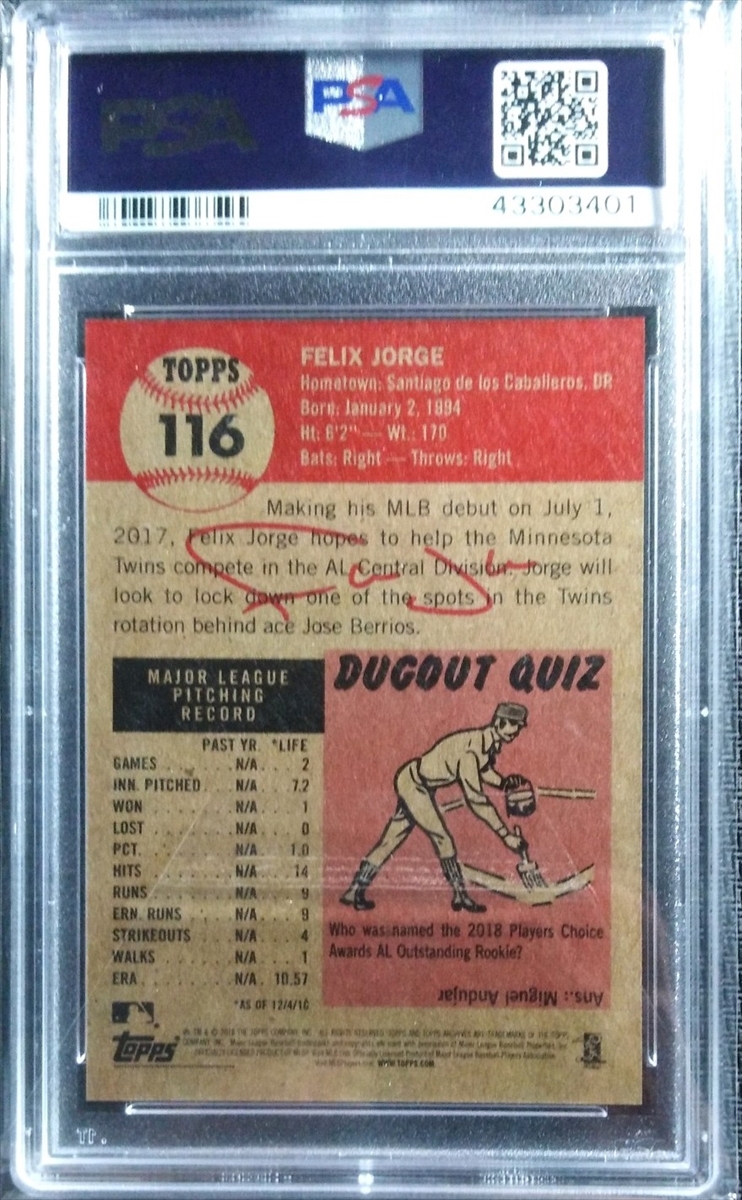 PSA
PSA
43303401
TOPPS
116
FELIX JORGE
Hometown: Santiago de los Caballeros, DR
Born: January 2, 1994
Ht: 6'2" — Wt.: 170
Bats: Right — Throws: Right
Making his MLB debut on July 1,
2017, Felix Jorge hopes to help the Minnesota
Twins compete in the AL Central Division. Jorge will
look to lock down one of the spots in the Twins
rotation behind ace Jose Berrios.
MAJOR LEAGUE
PITCHING
RECORD
PAST YR. *LIFE
GAMES . . . . . . . . N/A . . . . 2
INN. PITCHED . . . N/A . . . 7.2
WON . . . . . . . . . N/A . . . . 1
LOST . . . . . . . . . N/A . . . . 0
PCT. . . . . . . . . . N/A . . . 1.0
HITS . . . . . . . . . N/A . . . 14
RUNS . . . . . . . . . N/A . . . . 9
ERN. RUNS . . . . . N/A . . . . 9
STRIKEOUTS . . . . N/A . . . . 4
WALKS . . . . . . . . N/A . . . . 1
ERA . . . . . . . . . . N/A . 10.57
DUGOUT QUIZ
Who was named the 2018 Players Choice
Awards AL Outstanding Rookie?
Ans.: Miguel Andujar
Topps
WWW.TOPPS.COM